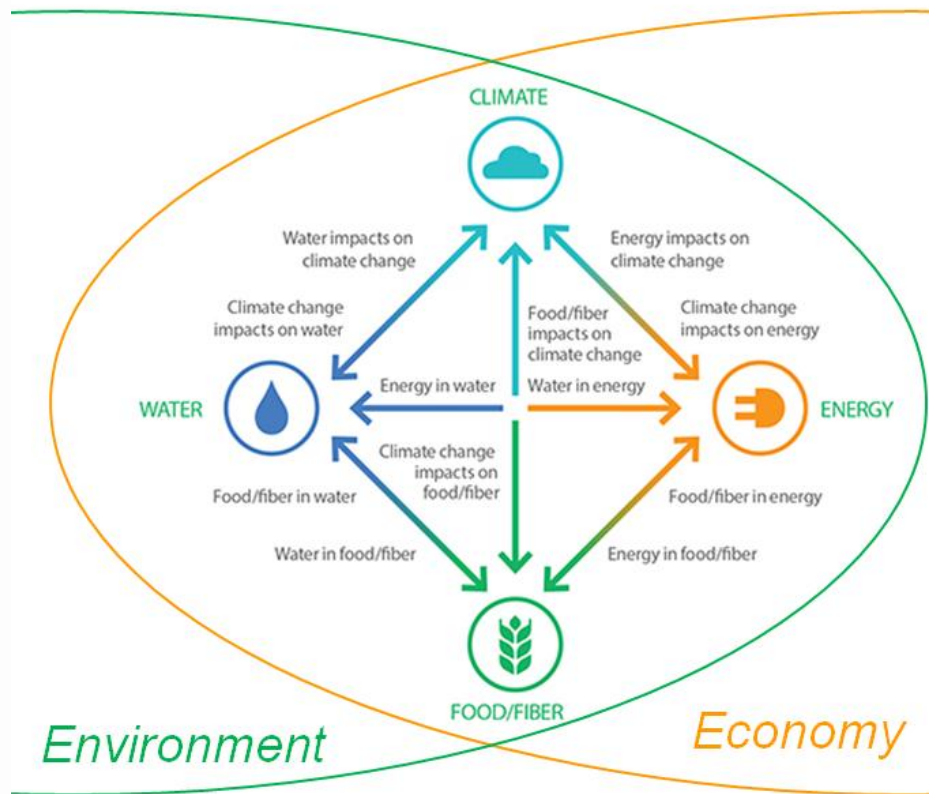 CLIMATE
Water impacts on
climate change
Energy impacts on
climate change
Climate change
impacts on water
Food/fiber
impacts on
climate change
Climate change
impacts on energy
WATER
Energy in water
Water in energy
ENERGY
Climate change
impacts on
food/fiber
Food/fiber in water
Food/fiber in energy
Water in food/fiber
Energy in food/fiber
FOOD/FIBER
Environment
Economy